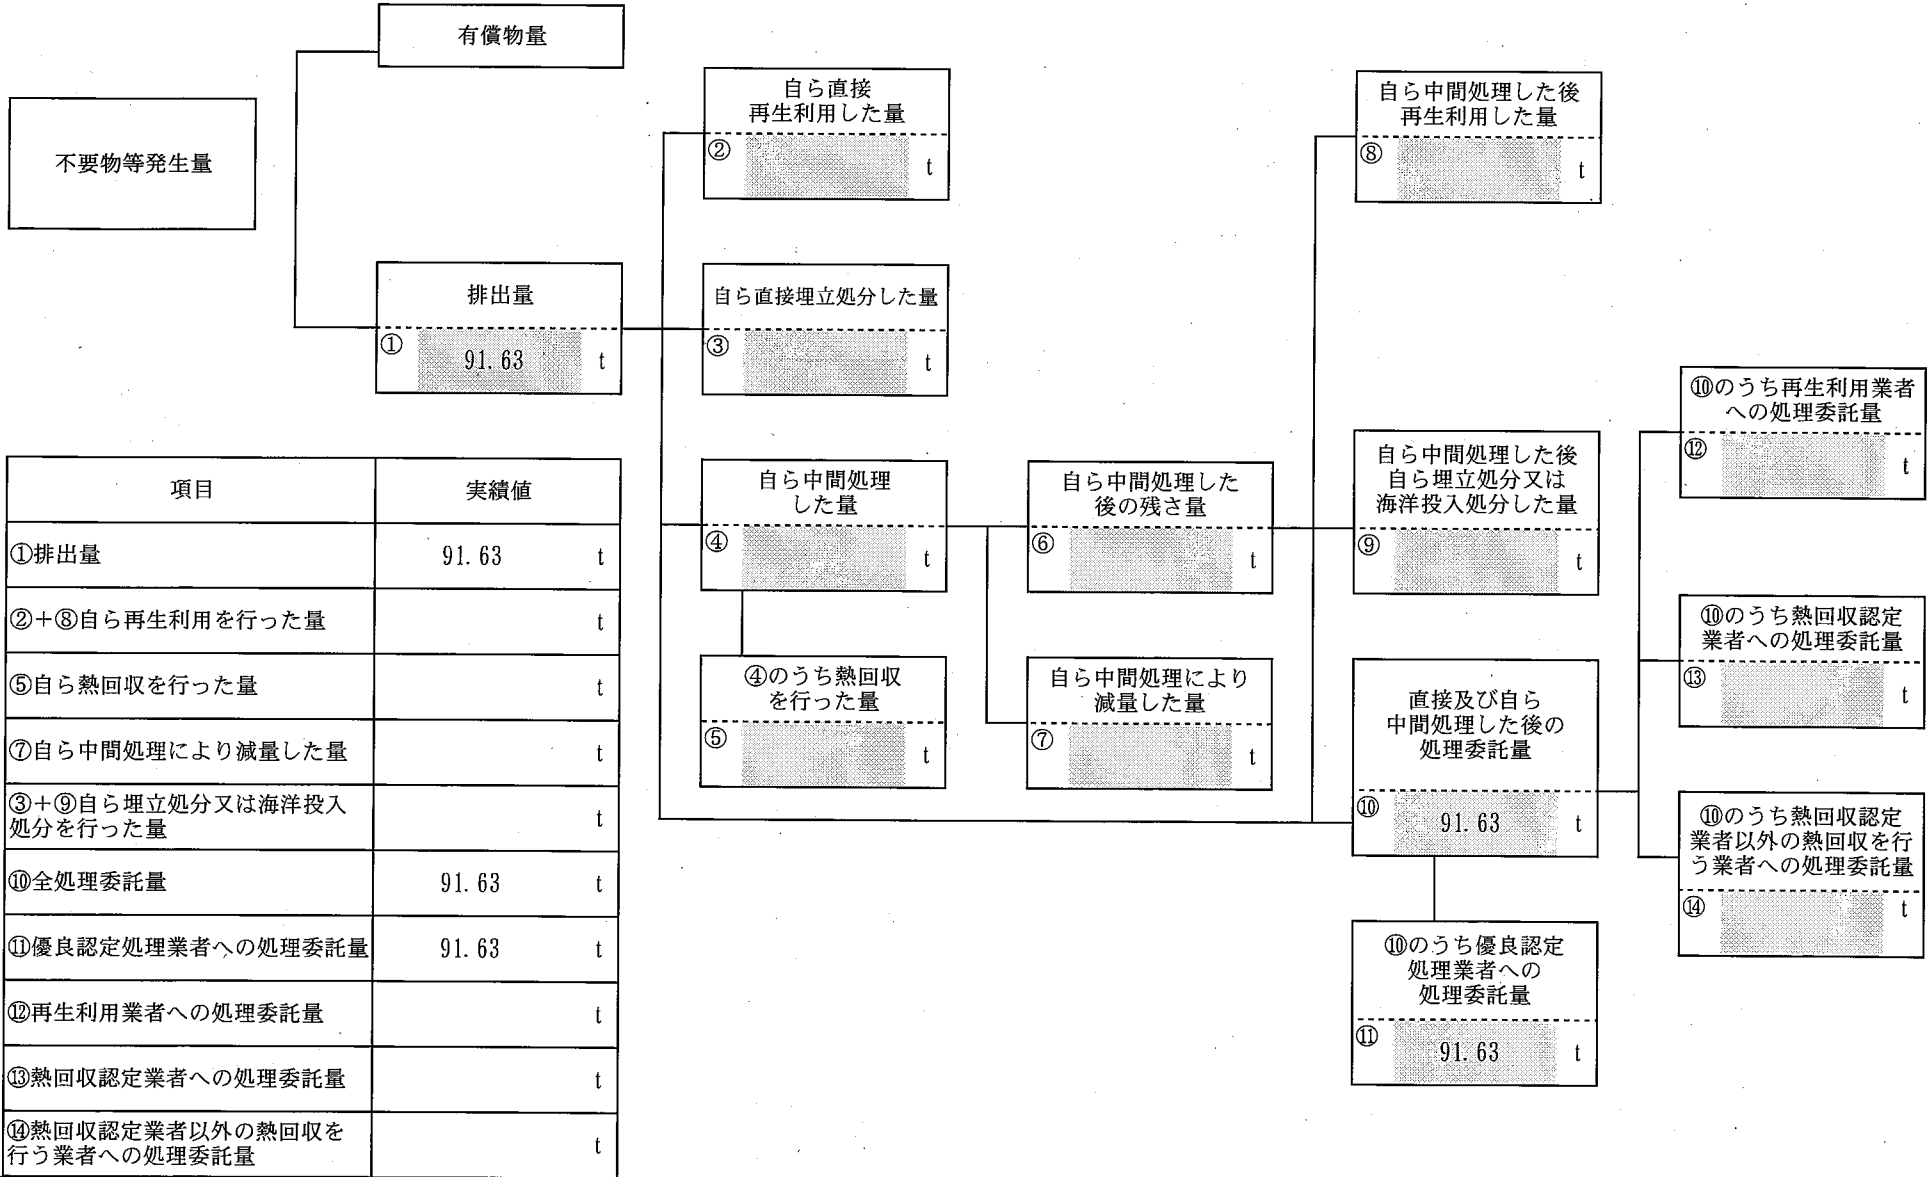 有償物量
不要物等発生量
排出量
① 91.63 t
自ら直接
再生利用した量
② t
自ら直接埋立処分した量
③ t
自ら中間処理
した量
④ t
④のうち熱回収
を行った量
⑤ t
自ら中間処理した
後の残さ量
⑥ t
自ら中間処理により
減量した量
⑦ t
自ら中間処理した後
再生利用した量
⑧ t
自ら中間処理した後
自ら埋立処分又は
海洋投入処分した量
⑨ t
直接及び自ら
中間処理した後の
処理委託量
⑩ 91.63 t
⑩のうち優良認定
処理業者への
処理委託量
⑪ 91.63 t
⑩のうち再生利用業者
への処理委託量
⑫ t
⑩のうち熱回収認定
業者への処理委託量
⑬ t
⑩のうち熱回収認定
業者以外の熱回収を行
う業者への処理委託量
⑭ t
項目 実績値
①排出量 91.63 t
②+⑧自ら再生利用を行った量 t
⑤自ら熱回収を行った量 t
⑦自ら中間処理により減量した量 t
③+⑨自ら埋立処分又は海洋投入
処分を行った量 t
⑩全処理委託量 91.63 t
⑪優良認定処理業者への処理委託量 91.63 t
⑫再生利用業者への処理委託量 t
⑬熱回収認定業者への処理委託量 t
⑭熱回収認定業者以外の熱回収を
行う業者への処理委託量 t